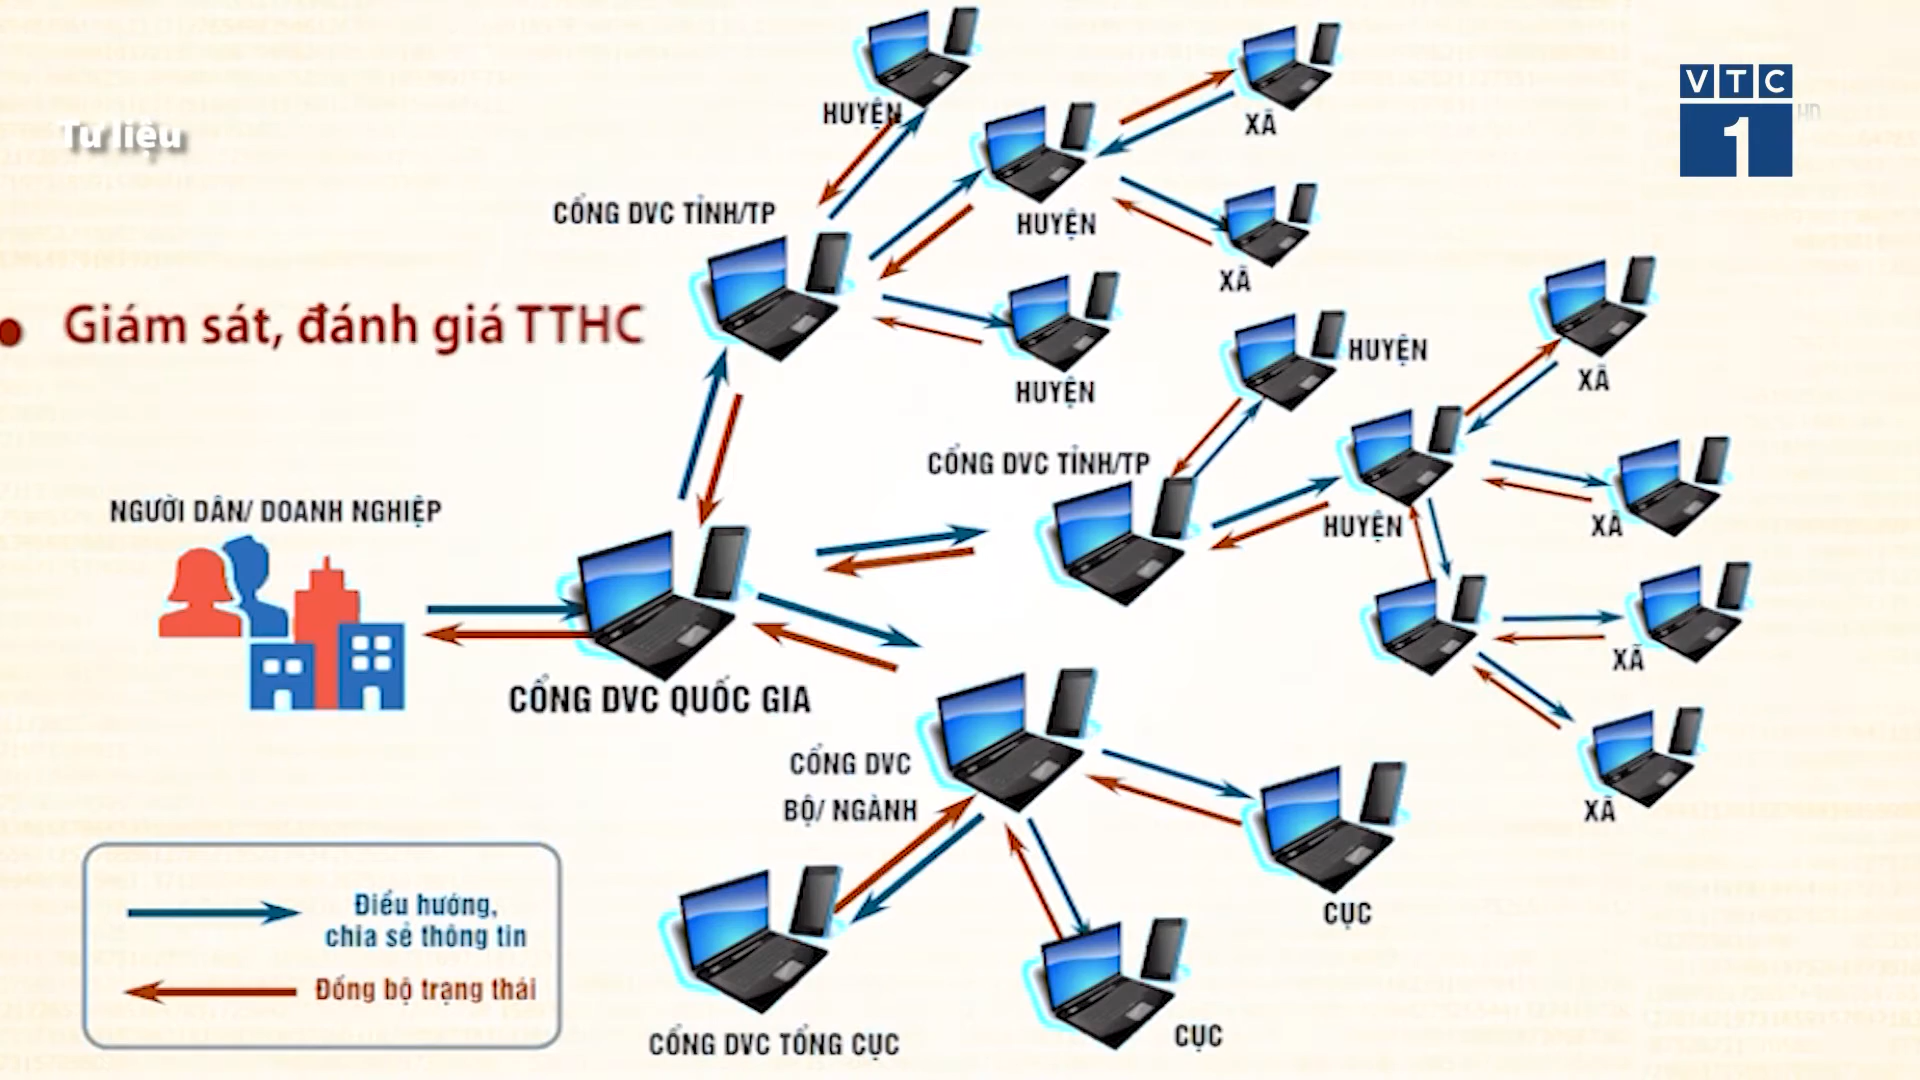 Tư liệu
VTC
1
HD
Giám sát, đánh giá TTHC
HUYỆN
XÃ
CỔNG DVC TỈNH/TP
HUYỆN
XÃ
HUYỆN
HUYỆN
XÃ
CỔNG DVC TỈNH/TP
NGƯỜI DÂN/ DOANH NGHIỆP
HUYỆN
XÃ
XÃ
CỔNG DVC QUỐC GIA
CỔNG DVC
BỘ/ NGÀNH
XÃ
CỤC
Điều hướng,
chia sẻ thông tin
Đồng bộ trạng thái
CỔNG DVC TỔNG CỤC
CỤC